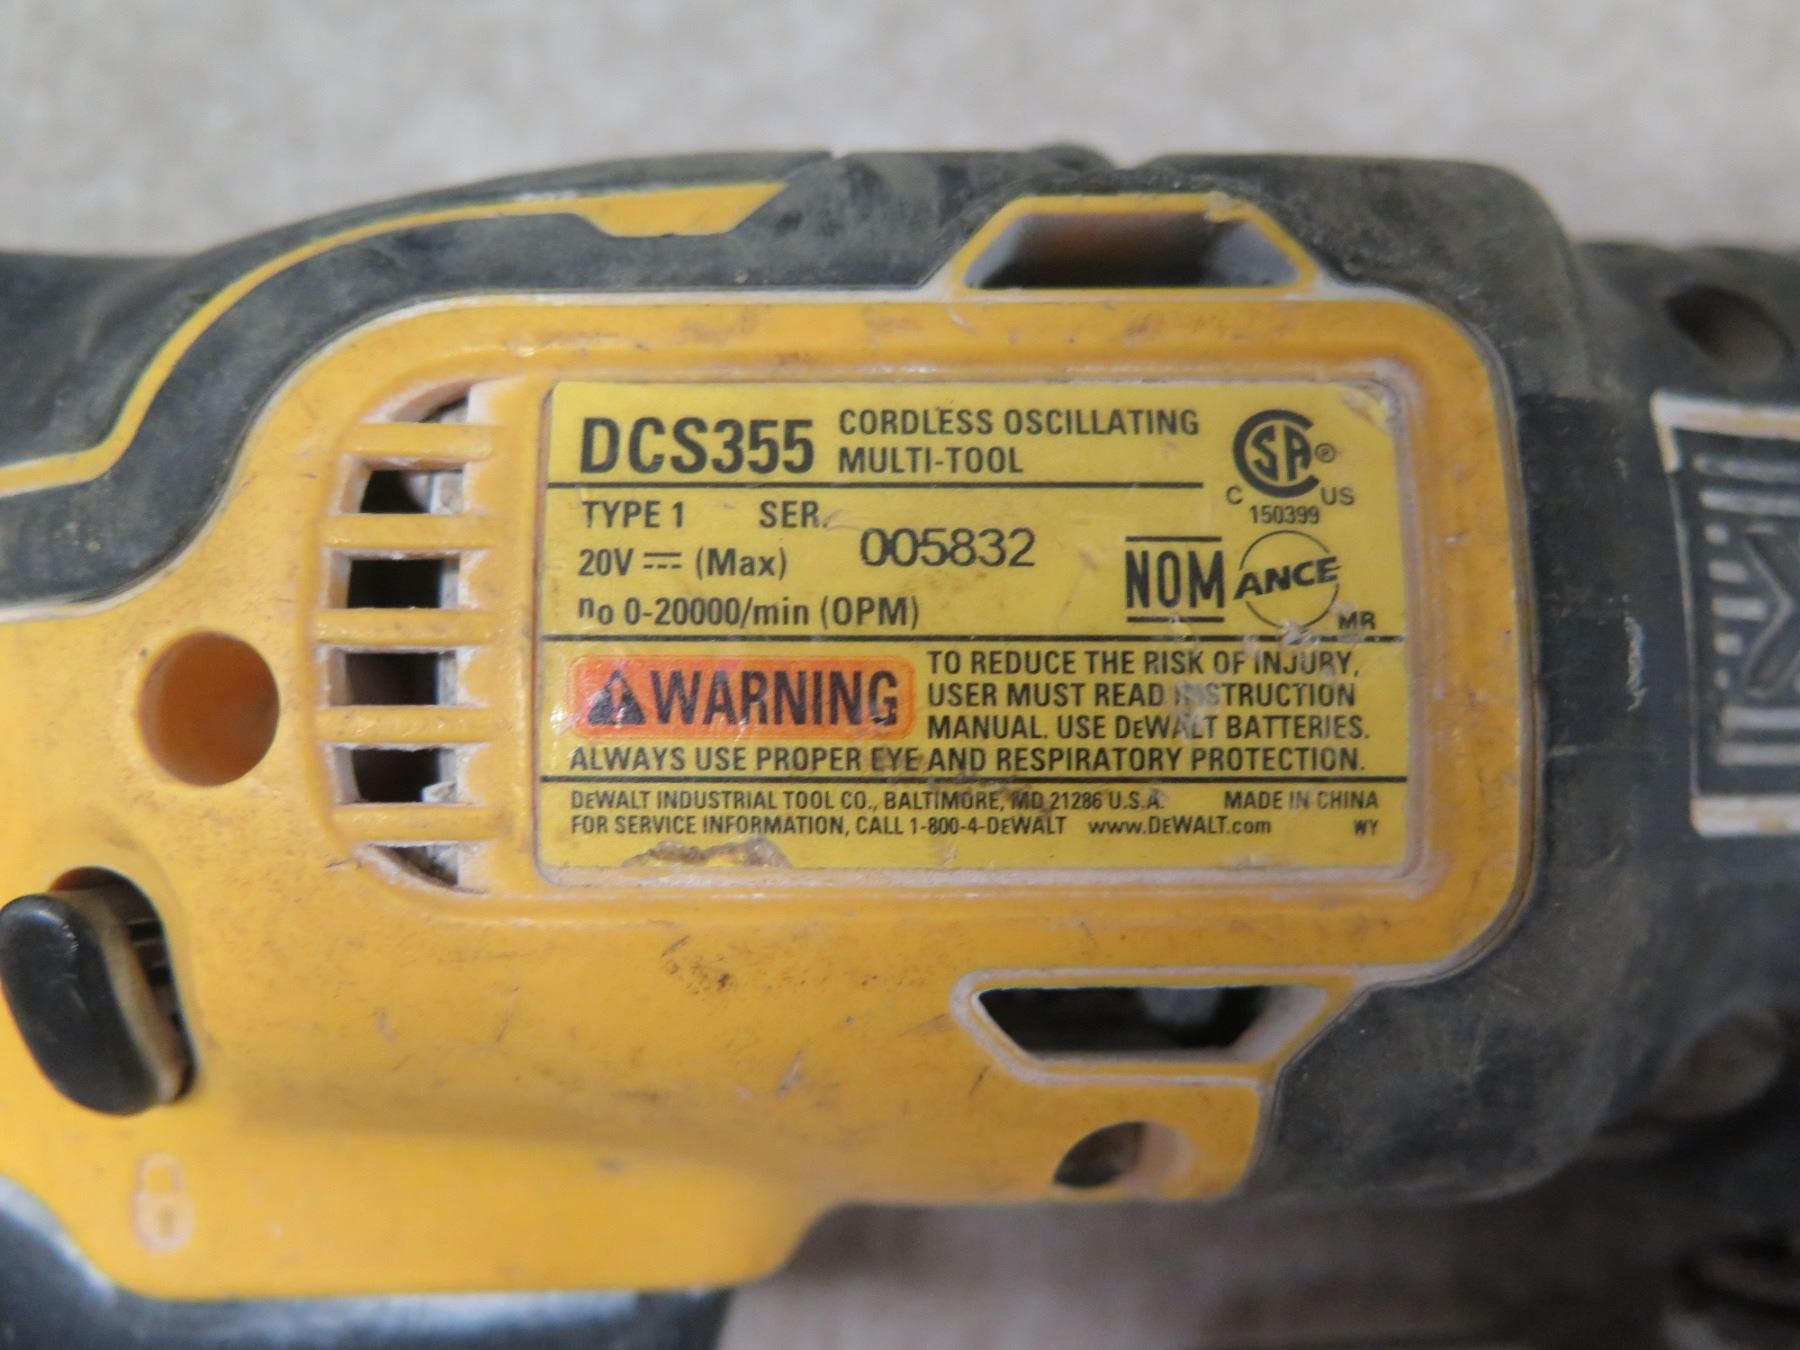 DCS355 CORDLESS OSCILLATING
MULTI-TOOL
CSA®
C US
150399
TYPE 1 SER. 005832
20V ⎓ (Max)
no 0-20000/min (OPM)
NOM ANCE MR
⚠WARNING TO REDUCE THE RISK OF INJURY,
USER MUST READ INSTRUCTION
MANUAL. USE DEWALT BATTERIES.
ALWAYS USE PROPER EYE AND RESPIRATORY PROTECTION.
DEWALT INDUSTRIAL TOOL CO., BALTIMORE, MD 21286 U.S.A. MADE IN CHINA
FOR SERVICE INFORMATION, CALL 1-800-4-DEWALT www.DEWALT.com WY